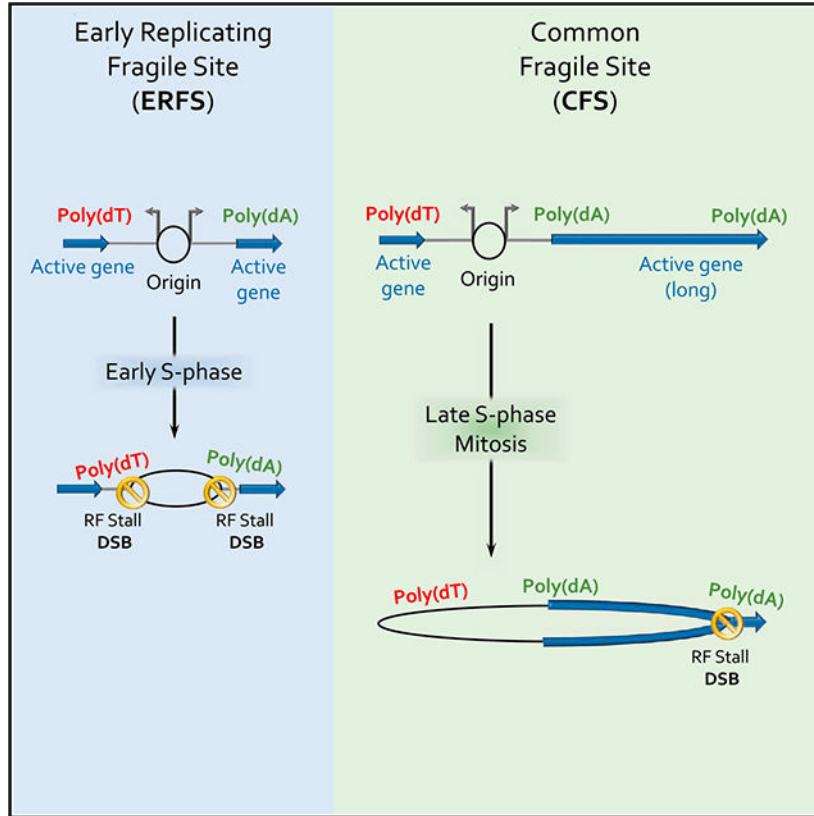 Early Replicating
Fragile Site
(ERFS)
Poly(dT)
Poly(dA)
Active gene
Origin
Active
gene
Early S-phase
Poly(dT)
Poly(dA)
RF Stall
DSB
RF Stall
DSB
Common
Fragile Site
(CFS)
Poly(dT)
Poly(dA)
Poly(dA)
Active
gene
Origin
Active gene
(long)
Late S-phase
Mitosis
Poly(dT)
Poly(dA)
Poly(dA)
RF Stall
DSB